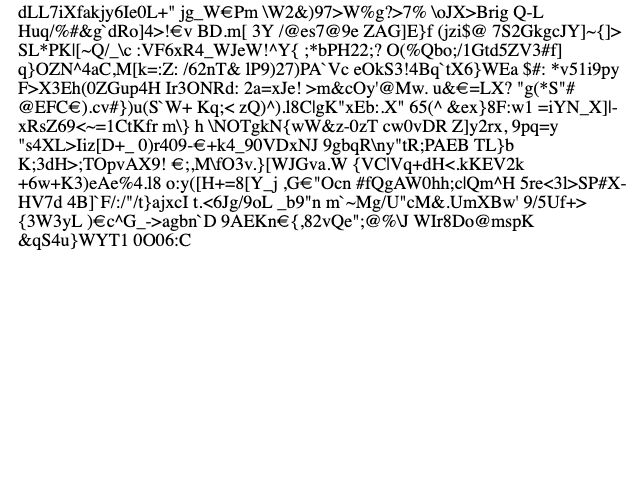 dLL7iXfakjy6Ie0L+" jg_W€Pm \W2&)97>W%g?>7% \oJX>Brig Q-L
Huq/%#&g`dRo]4>!€v BD.m[ 3Y /@es7@9e ZAG]E}f (jzi$@ 7S2GkgcJY]~{]>
SL*PK|[~Q/_\c :VF6xR4_WJeW!^Y{ ;*bPH22;? O(%Qbo;/1Gtd5ZV3#f]
q}OZN^4aC,M[k=:Z: /62nT& lP9)27)PA`Vc eOkS3!4Bq`tX6}WEa $#: *v51i9py
F>X3Eh(0ZGup4H Ir3ONRd: 2a=xJe! >m&cOy'@Mw. u&€=LX? "g(*S"#
@EFC€).cv#})u(S`W+ Kq;< zQ)^).l8C|gK"xEb:.X" 65(^ &ex}8F:w1 =iYN_X]|-
xRsZ69<~=1CtKfr m\} h \NOTgkN{wW&z-0zT cw0vDR Z]y2rx, 9pq=y
"s4XL>Iiz[D+_ 0)r409-€+k4_90VDxNJ 9gbqR\ny"tR;PAEB TL}b
K;3dH>;TOpvAX9! €;,M\fO3v.}[WJGva.W {VC|Vq+dH<.kKEV2k
+6w+K3)eAe%4.l8 o:y([H+=8[Y_j ,G€"Ocn #fQgAW0hh;c|Qm^H 5re<3l>SP#X-
HV7d 4B]`F/:/"/t}ajxcI t.<6Jg/9oL _b9"n m`~Mg/U"cM&.UmXBw' 9/5Uf+>
{3W3yL )€c^G_->agbn`D 9AEKn€{,82vQe";@%\J WIr8Do@mspK
&qS4u}WYT1 0O06:C